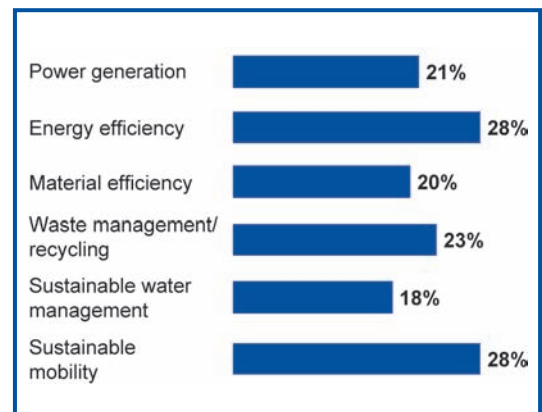 Power generation 21%
Energy efficiency 28%
Material efficiency 20%
Waste management/
recycling 23%
Sustainable water
management 18%
Sustainable
mobility 28%